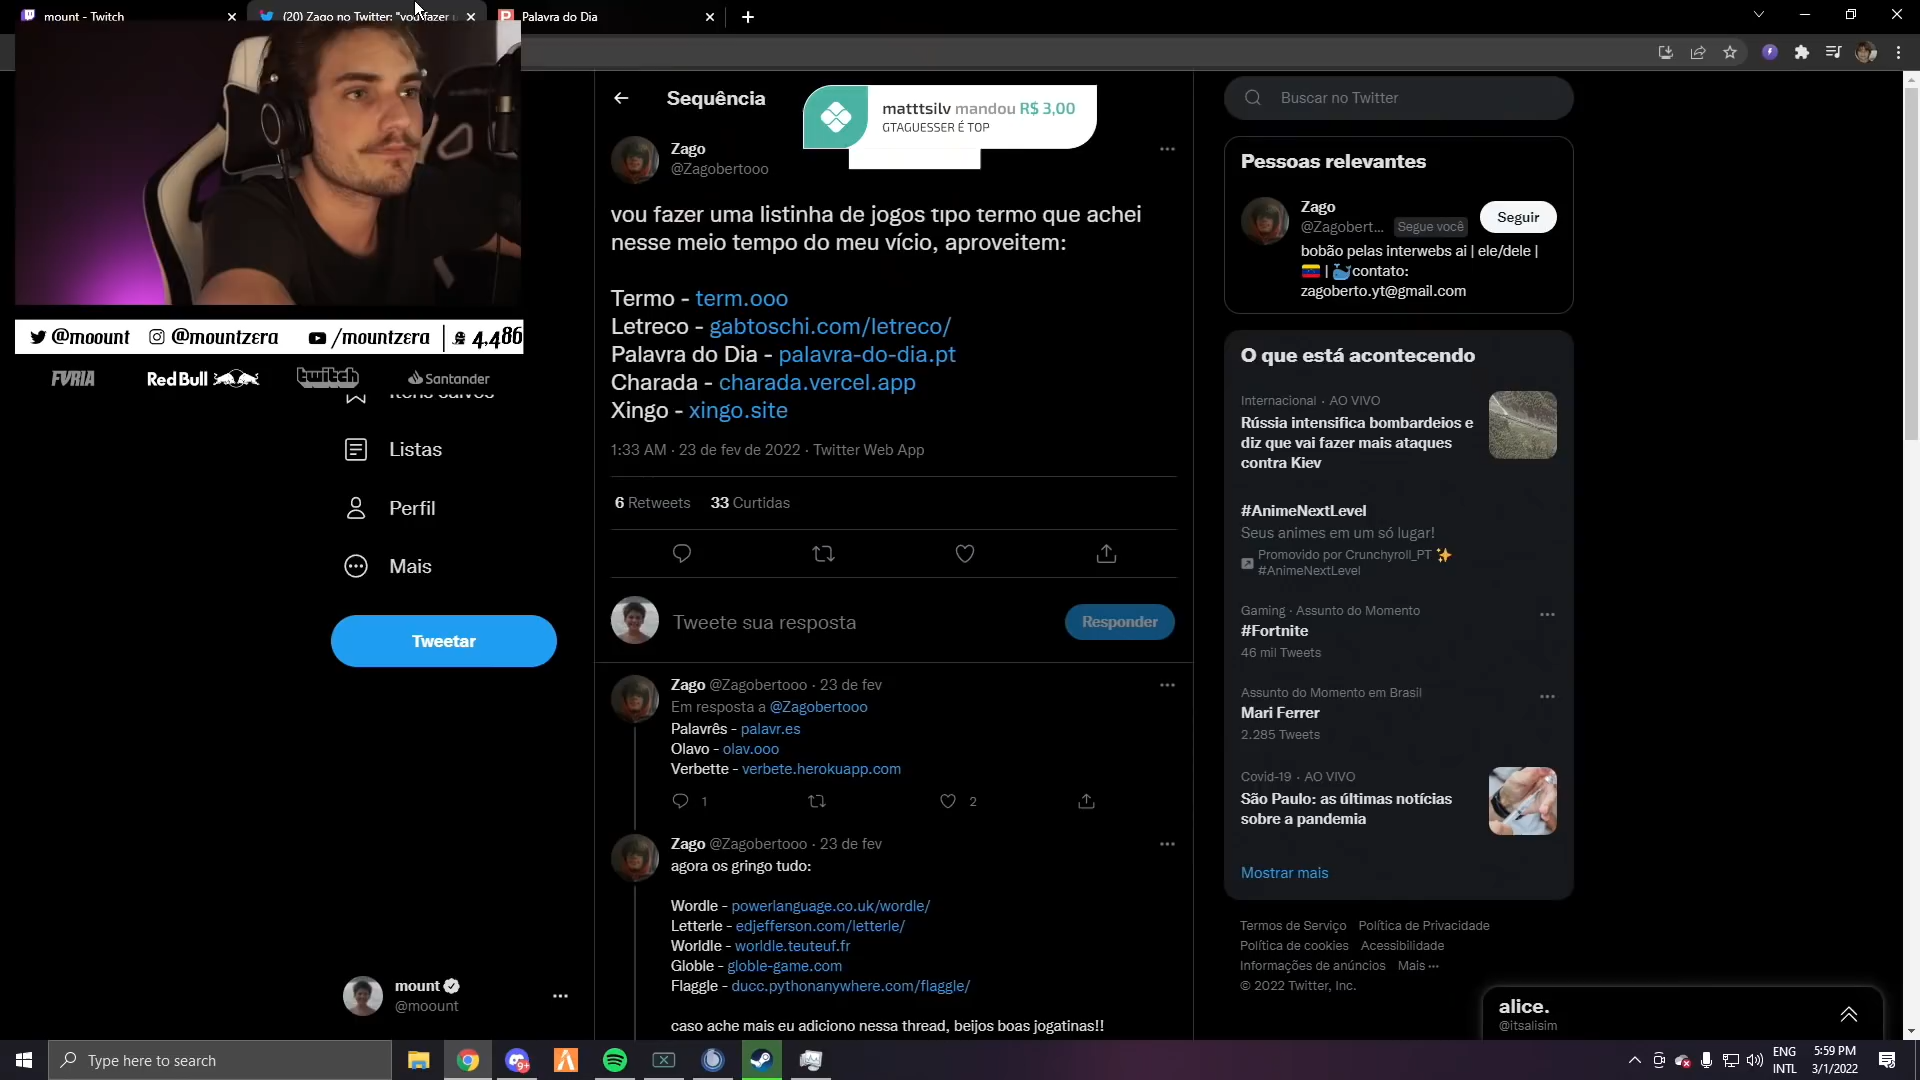 mount - Twitch
(20) Zago no Twitter: "vou fazer u
Palavra do Dia
@moount
@mountzera
/mountzera
4,486
FVRIA
Red Bull
twitch
Santander
Itens salvos
Listas
Perfil
Mais
Tweetar
mount
@moount
Sequência
matttsilv mandou R$ 3,00
GTAGUESSER É TOP
Zago
@Zagobertooo
vou fazer uma listinha de jogos tipo termo que achei
nesse meio tempo do meu vício, aproveitem:
Termo - term.ooo
Letreco - gabtoschi.com/letreco/
Palavra do Dia - palavra-do-dia.pt
Charada - charada.vercel.app
Xingo - xingo.site
1:33 AM · 23 de fev de 2022 · Twitter Web App
6 Retweets 33 Curtidas
Tweete sua resposta
Responder
Zago @Zagobertooo · 23 de fev
Em resposta a @Zagobertooo
Palavrês - palavr.es
Olavo - olav.ooo
Verbette - verbete.herokuapp.com
1
2
Zago @Zagobertooo · 23 de fev
agora os gringo tudo:
Wordle - powerlanguage.co.uk/wordle/
Letterle - edjefferson.com/letterle/
Worldle - worldle.teuteuf.fr
Globle - globle-game.com
Flaggle - ducc.pythonanywhere.com/flaggle/
caso ache mais eu adiciono nessa thread, beijos boas jogatinas!!
Buscar no Twitter
Pessoas relevantes
Zago
@Zagobert... Segue você
Seguir
bobão pelas interwebs ai | ele/dele |
| contato:
zagoberto.yt@gmail.com
O que está acontecendo
Internacional · AO VIVO
Rússia intensifica bombardeios e
diz que vai fazer mais ataques
contra Kiev
#AnimeNextLevel
Seus animes em um só lugar!
Promovido por Crunchyroll_PT ✨
#AnimeNextLevel
Gaming · Assunto do Momento
#Fortnite
46 mil Tweets
Assunto do Momento em Brasil
Mari Ferrer
2.285 Tweets
Covid-19 · AO VIVO
São Paulo: as últimas notícias
sobre a pandemia
Mostrar mais
Termos de Serviço Política de Privacidade
Política de cookies Acessibilidade
Informações de anúncios Mais ···
© 2022 Twitter, Inc.
alice.
@itsalisim
Type here to search
9+
ENG
INTL
5:59 PM
3/1/2022